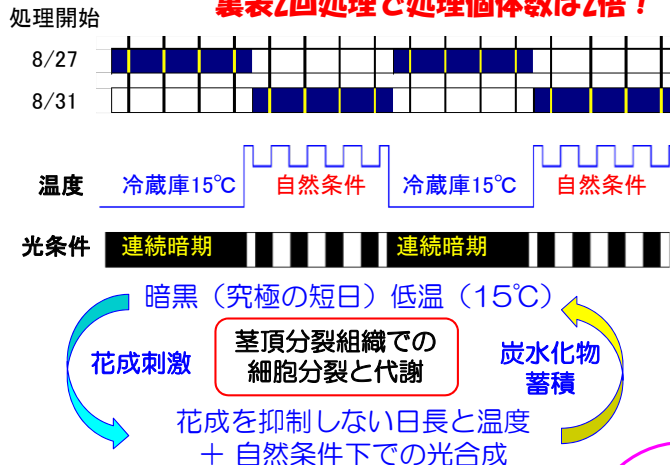 裏表2回処理で処理個体数は2倍！
処理開始
8/27
8/31
温度 冷蔵庫15℃ 自然条件 冷蔵庫15℃ 自然条件
光条件 連続暗期 連続暗期
暗黒（究極の短日）低温（15℃）
花成刺激
茎頂分裂組織での
細胞分裂と代謝
炭水化物
蓄積
花成を抑制しない日長と温度
＋ 自然条件下での光合成